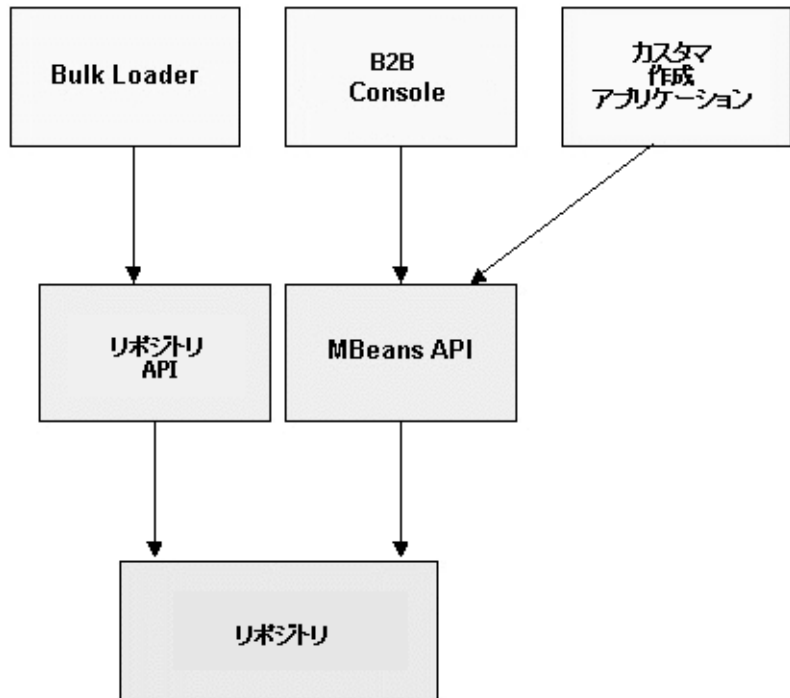 Bulk Loader
B2B
Console
カスタマ
作成
アプリケーション
リポジトリ
API
MBeans API
リポジトリ